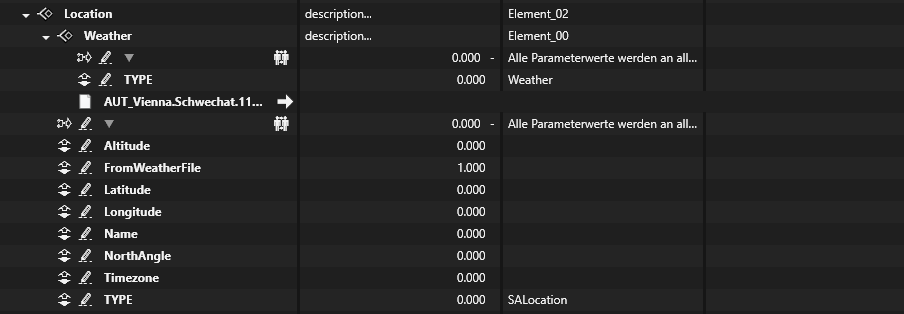 Location description... Element_02
Weather description... Element_00
0.000 - Alle Parameterwerte werden an all...
TYPE 0.000 Weather
AUT_Vienna.Schwechat.11...
0.000 - Alle Parameterwerte werden an all...
Altitude 0.000
FromWeatherFile 1.000
Latitude 0.000
Longitude 0.000
Name 0.000
NorthAngle 0.000
Timezone 0.000
TYPE 0.000 SALocation